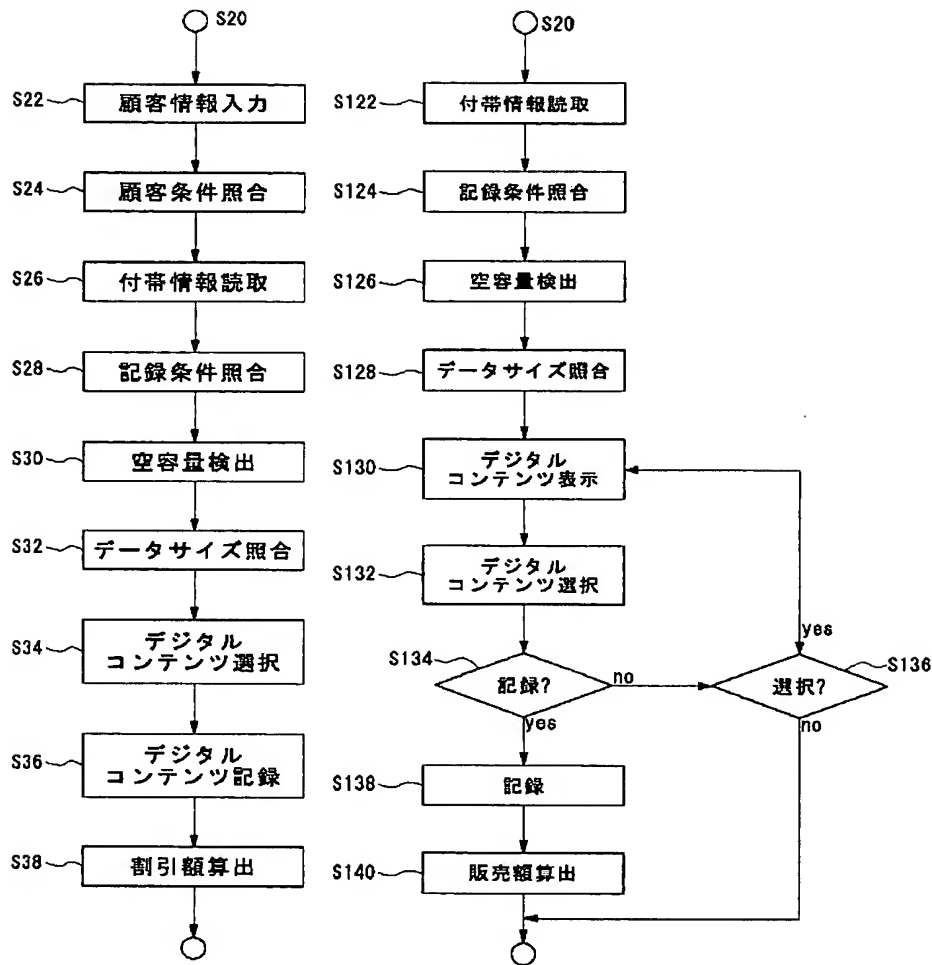 S20
S22
顧客情報入力
S24
顧客条件照合
S26
付帯情報読取
S28
記録条件照合
S30
空容量検出
S32
データサイズ照合
S34
デジタル
コンテンツ選択
S36
デジタル
コンテンツ記録
S38
割引額算出
S20
S122
付帯情報読取
S124
記録条件照合
S126
空容量検出
S128
データサイズ照合
S130
デジタル
コンテンツ表示
S132
デジタル
コンテンツ選択
S134
記録?
no
yes
S136
選択?
yes
no
S138
記録
S140
販売額算出